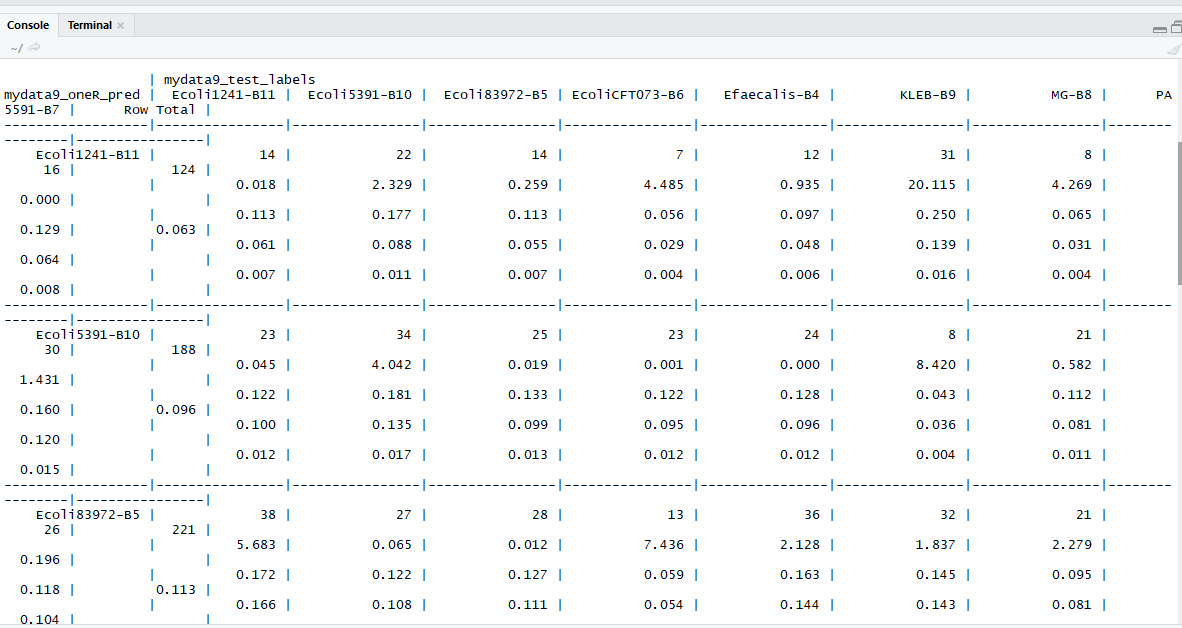 Console Terminal ×
~/
| mydata9_test_labels
mydata9_oneR_pred | Ecoli1241-B11 | Ecoli5391-B10 | Ecoli83972-B5 | EcoliCFT073-B6 | Efaecalis-B4 | KLEB-B9 | MG-B8 | PA
5591-B7 | Row Total |
------------------|----------------|----------------|----------------|----------------|----------------|----------------|----------------|--------
--------|----------------|
Ecoli1241-B11 | 14 | 22 | 14 | 7 | 12 | 31 | 8 |
16 | 124 |
| 0.018 | 2.329 | 0.259 | 4.485 | 0.935 | 20.115 | 4.269 |
0.000 | |
| 0.113 | 0.177 | 0.113 | 0.056 | 0.097 | 0.250 | 0.065 |
0.129 | 0.063 |
| 0.061 | 0.088 | 0.055 | 0.029 | 0.048 | 0.139 | 0.031 |
0.064 | |
| 0.007 | 0.011 | 0.007 | 0.004 | 0.006 | 0.016 | 0.004 |
0.008 | |
------------------|----------------|----------------|----------------|----------------|----------------|----------------|----------------|--------
--------|----------------|
Ecoli5391-B10 | 23 | 34 | 25 | 23 | 24 | 8 | 21 |
30 | 188 |
| 0.045 | 4.042 | 0.019 | 0.001 | 0.000 | 8.420 | 0.582 |
1.431 | |
| 0.122 | 0.181 | 0.133 | 0.122 | 0.128 | 0.043 | 0.112 |
0.160 | 0.096 |
| 0.100 | 0.135 | 0.099 | 0.095 | 0.096 | 0.036 | 0.081 |
0.120 | |
| 0.012 | 0.017 | 0.013 | 0.012 | 0.012 | 0.004 | 0.011 |
0.015 | |
------------------|----------------|----------------|----------------|----------------|----------------|----------------|----------------|--------
--------|----------------|
Ecoli83972-B5 | 38 | 27 | 28 | 13 | 36 | 32 | 21 |
26 | 221 |
| 5.683 | 0.065 | 0.012 | 7.436 | 2.128 | 1.837 | 2.279 |
0.196 | |
| 0.172 | 0.122 | 0.127 | 0.059 | 0.163 | 0.145 | 0.095 |
0.118 | 0.113 |
| 0.166 | 0.108 | 0.111 | 0.054 | 0.144 | 0.143 | 0.081 |
0.104 | |